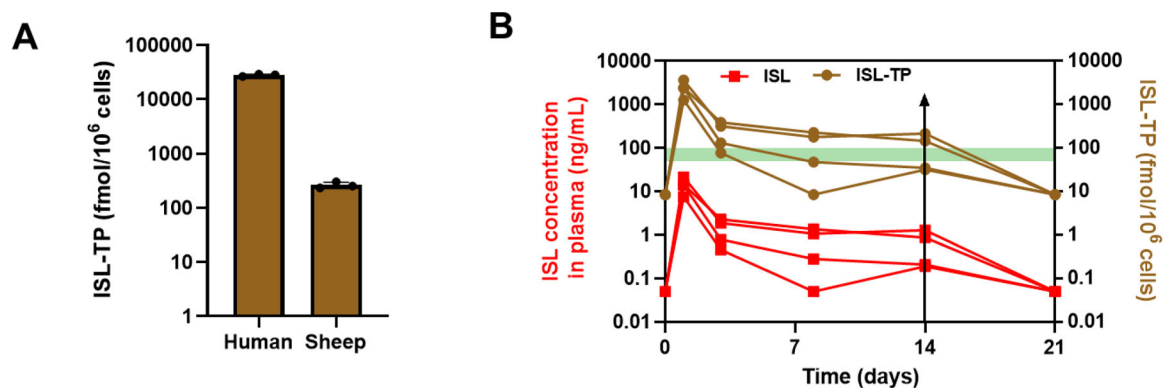 A
ISL-TP (fmol/10⁶ cells)
100000
10000
1000
100
10
1
Human Sheep
B
ISL concentration
in plasma (ng/mL)
10000
1000
100
10
1
0.1
0.01
ISL ISL-TP
10000
1000
100
10
1
0.1
0.01
ISL-TP (fmol/10⁶ cells)
0 7 14 21
Time (days)